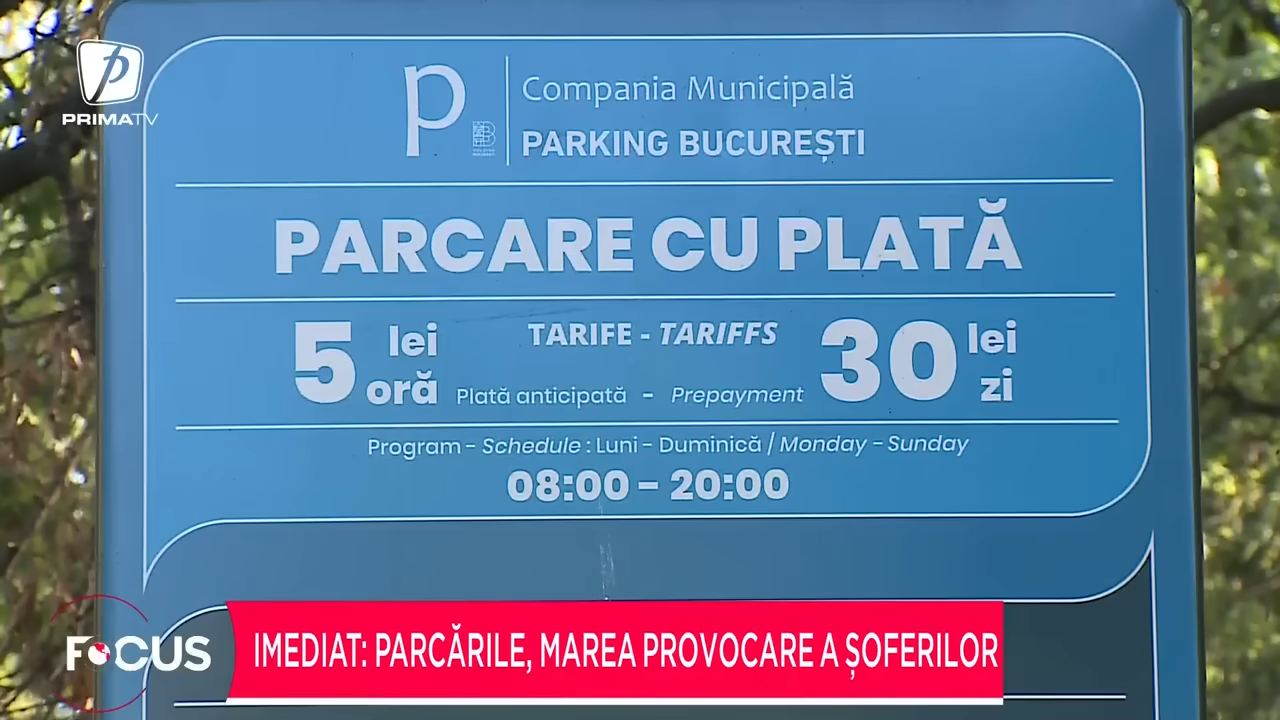 PRIMATV
Compania Municipală
PARKING BUCUREȘTI
PARCARE CU PLATĂ
5 lei oră
TARIFE - TARIFFS
Plată anticipată - Prepayment
30 lei zi
Program - Schedule : Luni - Duminică / Monday - Sunday
08:00 - 20:00
FOCUS
IMEDIAT: PARCĂRILE, MAREA PROVOCARE A ȘOFERILOR